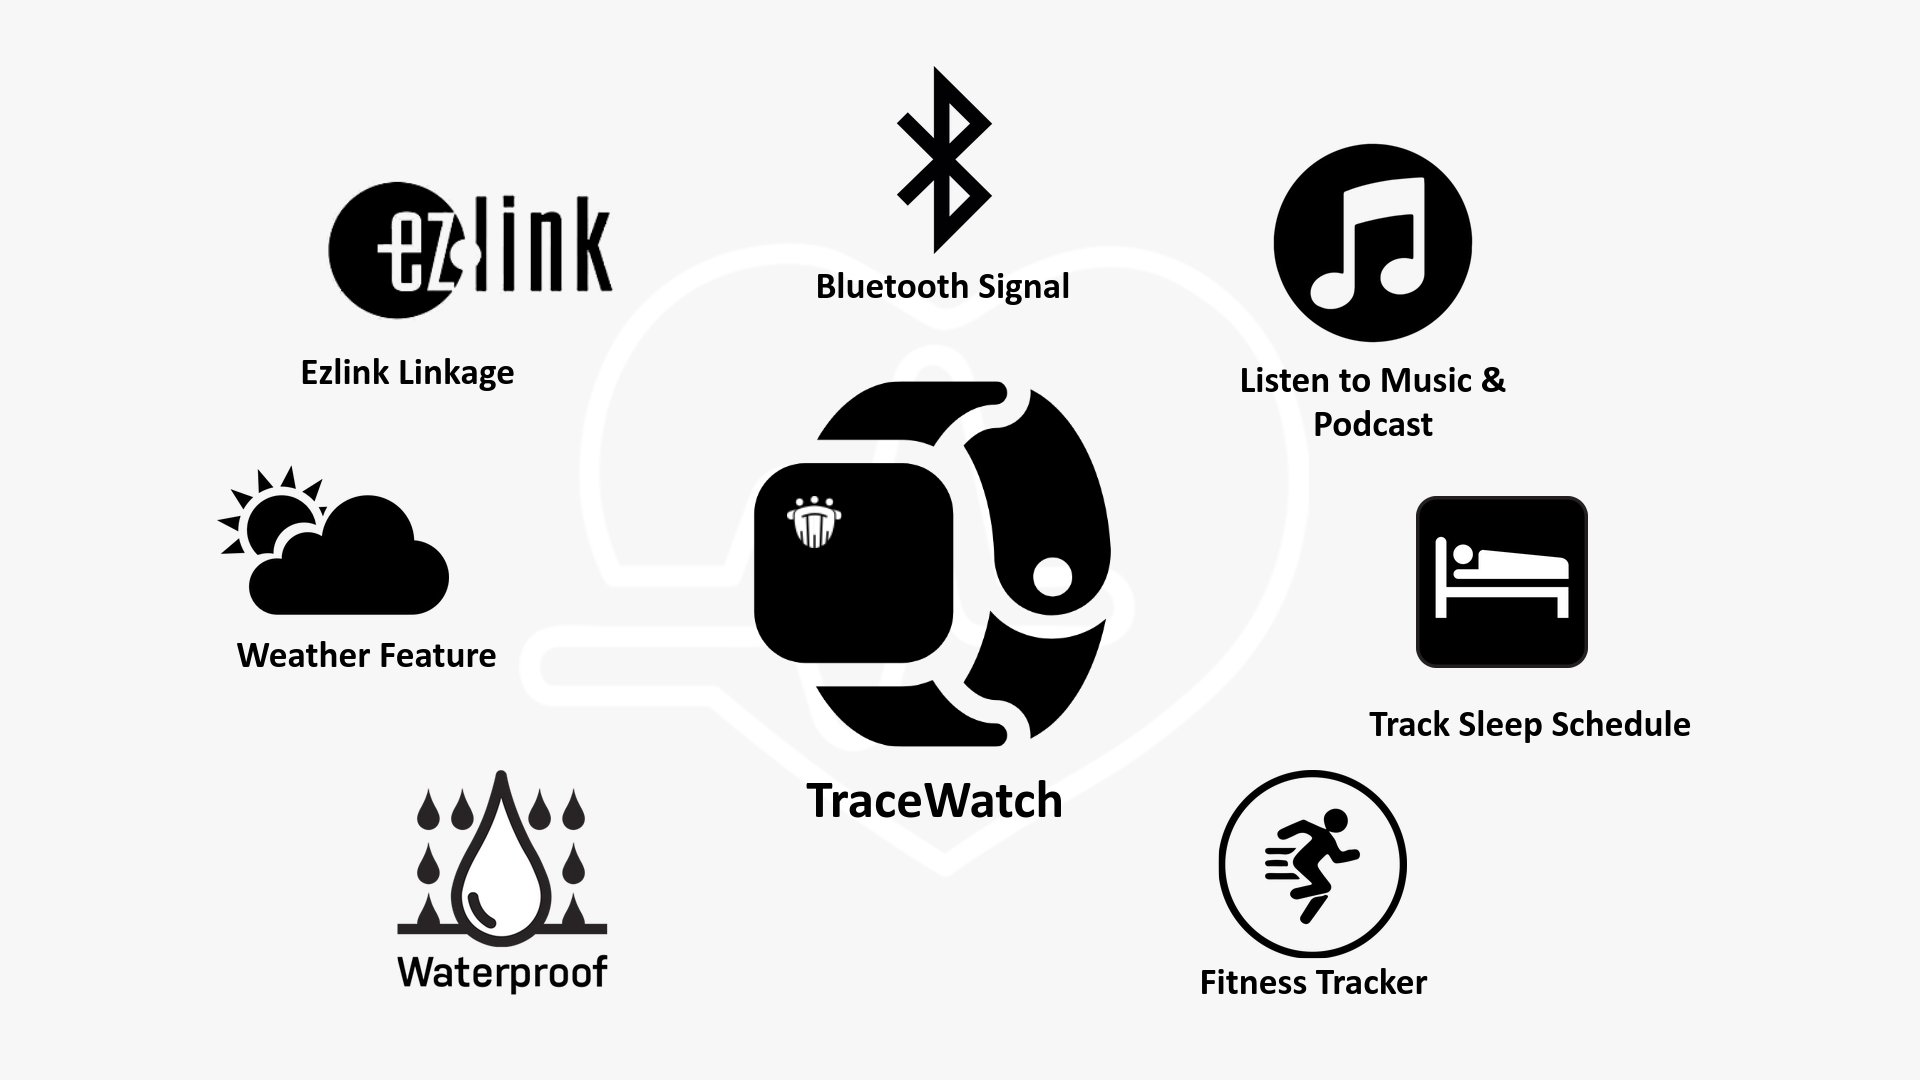 ezlink
Ezlink Linkage
Bluetooth Signal
Listen to Music &
Podcast
Weather Feature
Track Sleep Schedule
TraceWatch
Waterproof
Fitness Tracker